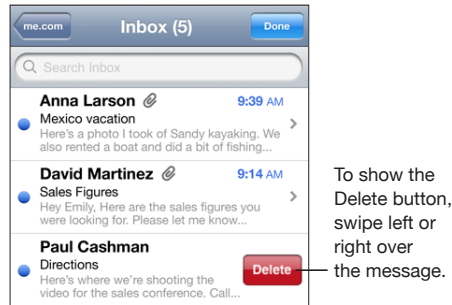 me.com
Inbox (5)
Done
Search Inbox
Anna Larson
9:39 AM
Mexico vacation
Here's a photo I took of Sandy kayaking. We
also rented a boat and did a bit of fishing...
David Martinez
9:14 AM
Sales Figures
Hey Emily, Here are the sales figures you
were looking for. Please let me know...
Paul Cashman
Directions
Here's where we're shooting the
video for the sales conference. Call...
Delete
To show the
Delete button,
swipe left or
right over
the message.